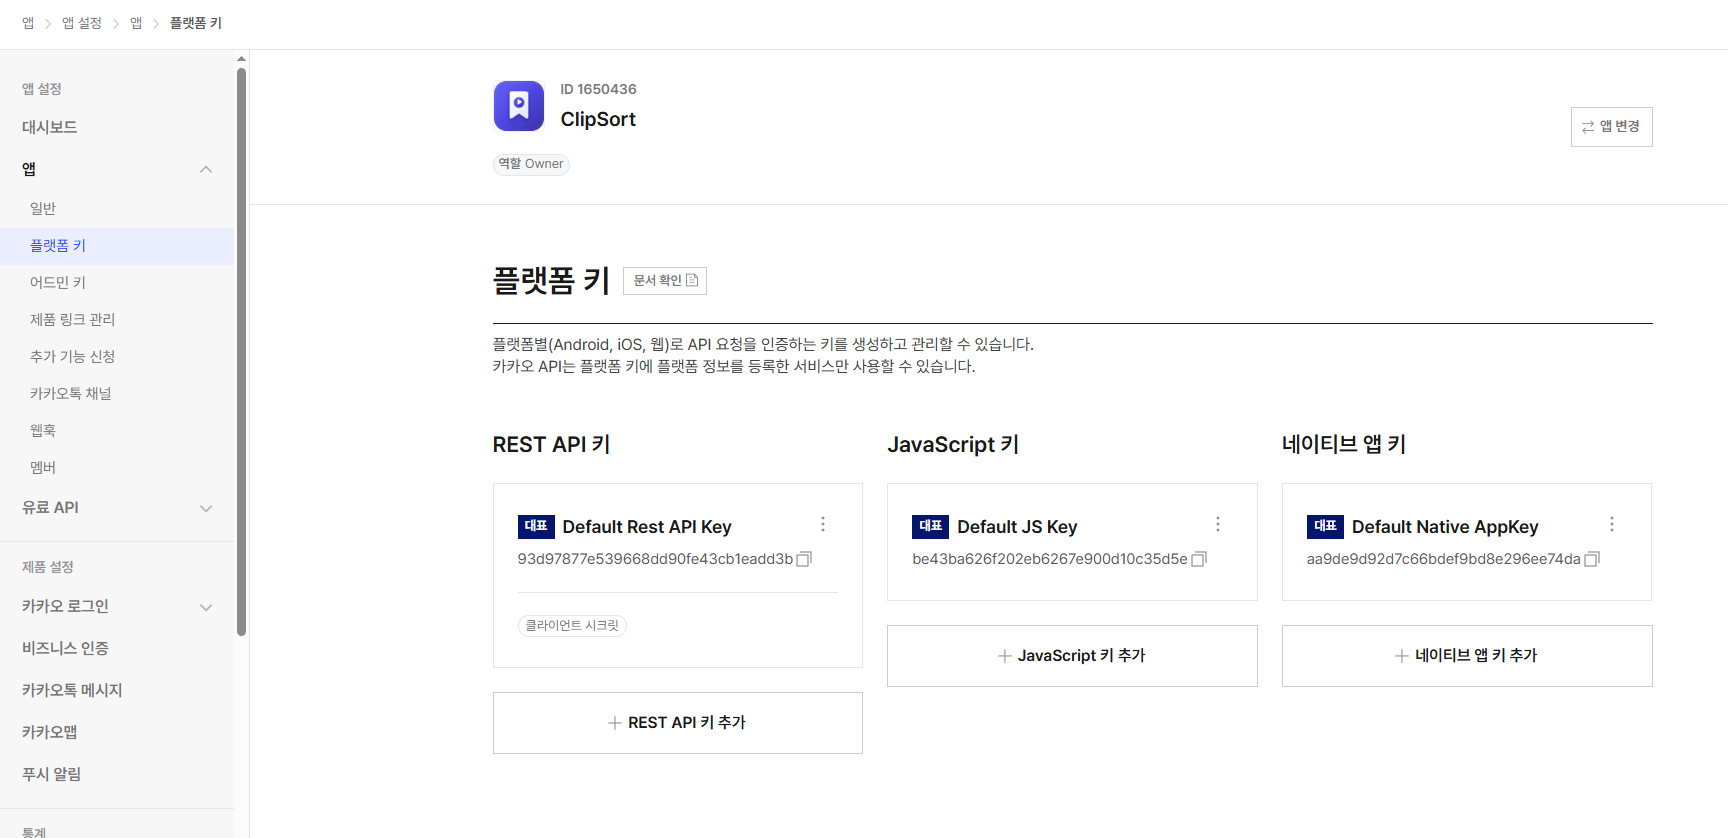 앱 > 앱 설정 > 앱 > 플랫폼 키
앱 설정
대시보드
앱
일반
플랫폼 키
어드민 키
제품 링크 관리
추가 기능 신청
카카오톡 채널
웹훅
멤버
유료 API
제품 설정
카카오 로그인
비즈니스 인증
카카오톡 메시지
카카오맵
푸시 알림
통계
ID 1650436
ClipSort
역할 Owner
앱 변경
플랫폼 키
문서 확인
플랫폼별(Android, iOS, 웹)로 API 요청을 인증하는 키를 생성하고 관리할 수 있습니다.
카카오 API는 플랫폼 키에 플랫폼 정보를 등록한 서비스만 사용할 수 있습니다.
REST API 키
대표 Default Rest API Key
93d97877e539668dd90fe43cb1eadd3b
클라이언트 시크릿
+ REST API 키 추가
JavaScript 키
대표 Default JS Key
be43ba626f202eb6267e900d10c35d5e
+ JavaScript 키 추가
네이티브 앱 키
대표 Default Native AppKey
aa9de9d92d7c66bdef9bd8e296ee74da
+ 네이티브 앱 키 추가